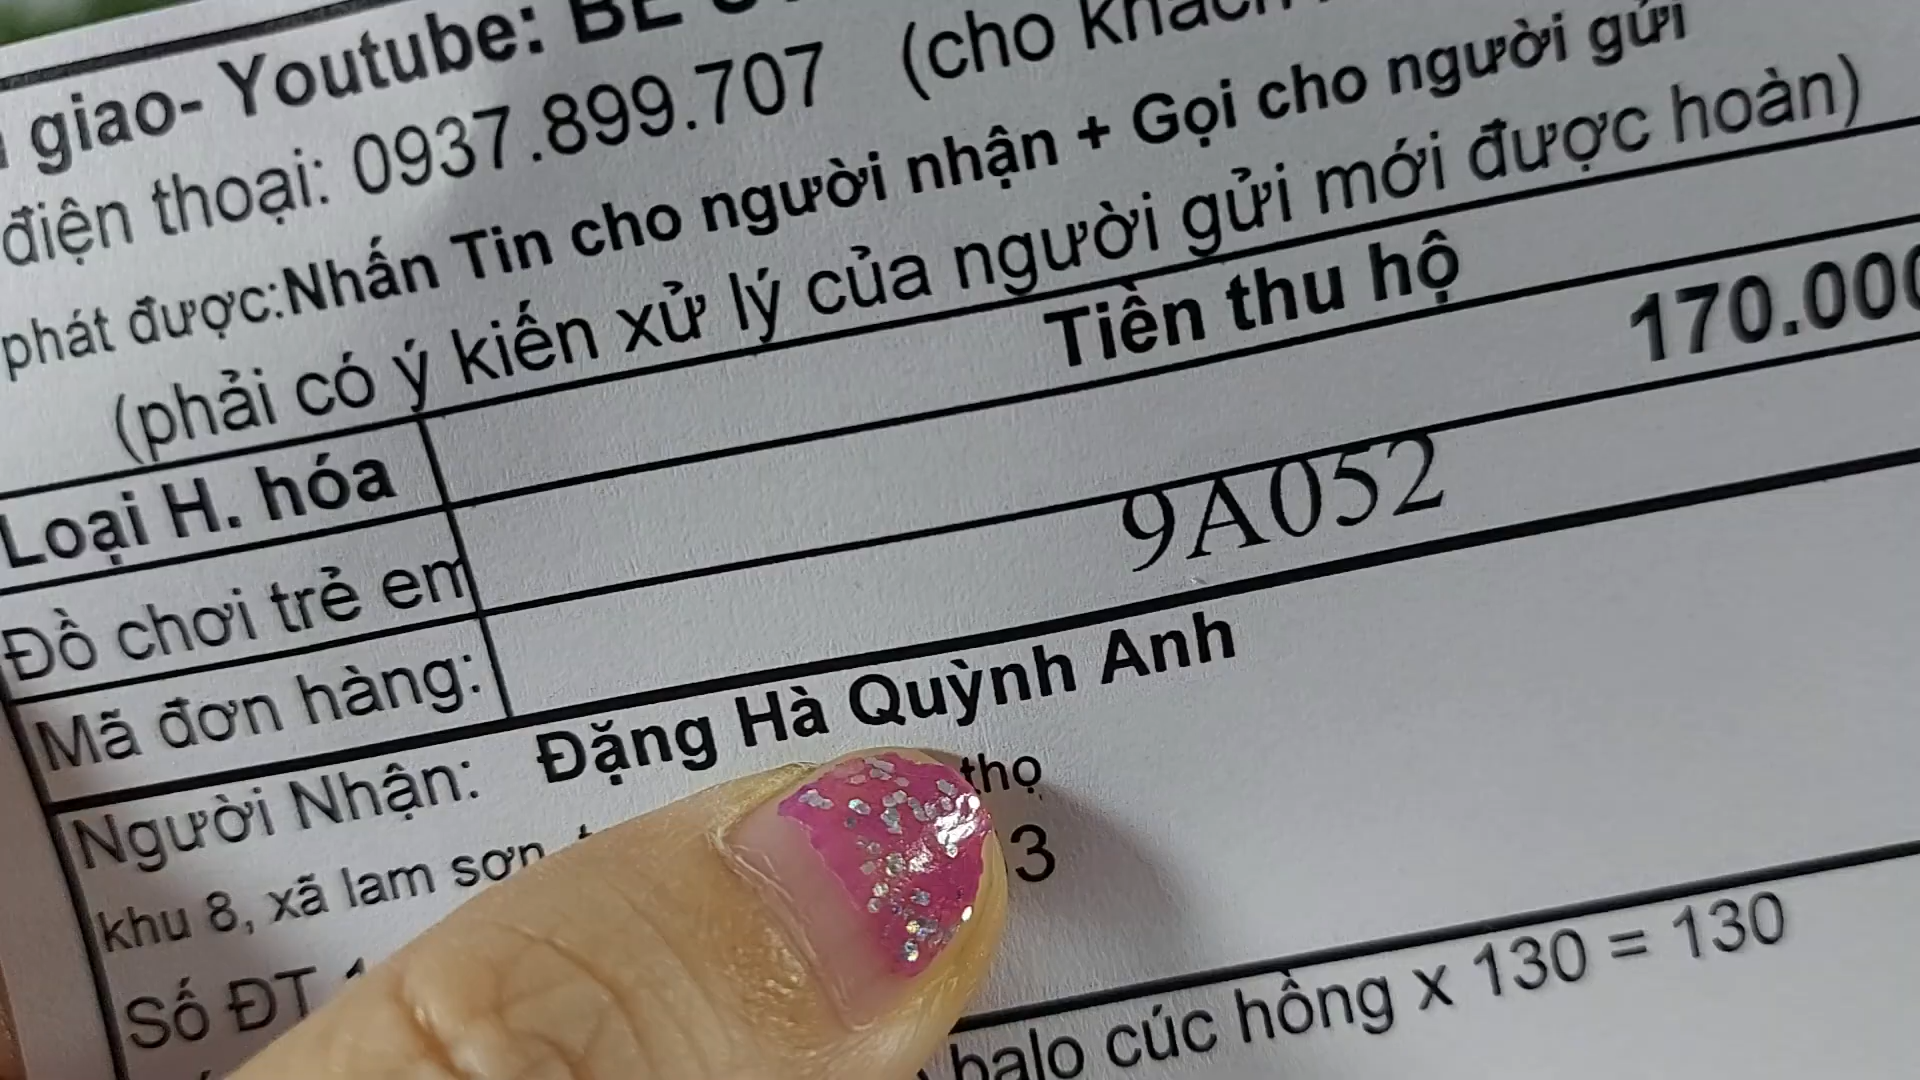 giao- Youtube: BÉ
điện thoại: 0937.899.707 (cho khách
phát được:Nhấn Tin cho người nhận + Gọi cho người gửi
(phải có ý kiến xử lý của người gửi mới được hoàn)
Loại H. hóa Tiền thu hộ
Đồ chơi trẻ em 170.000
Mã đơn hàng: 9A052
Người Nhận: Đặng Hà Quỳnh Anh
khu 8, xã lam sơn thọ
Số ĐT 3
balo cúc hồng x 130 = 130